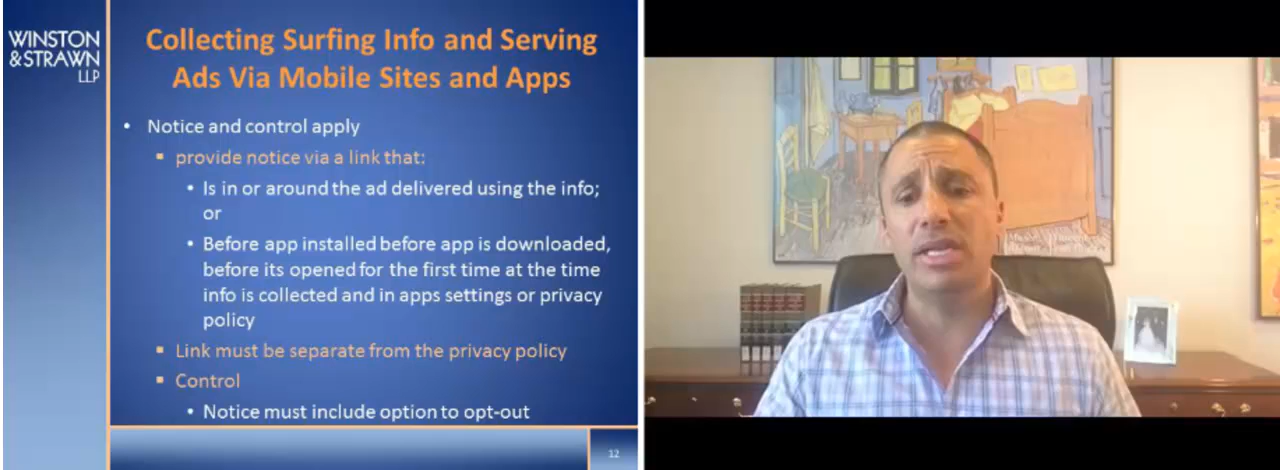 WINSTON
& STRAWN
LLP
Collecting Surfing Info and Serving
Ads Via Mobile Sites and Apps
• Notice and control apply
▪ provide notice via a link that:
• Is in or around the ad delivered using the info;
or
• Before app installed before app is downloaded,
before its opened for the first time at the time
info is collected and in apps settings or privacy
policy
▪ Link must be separate from the privacy policy
▪ Control
• Notice must include option to opt-out
12